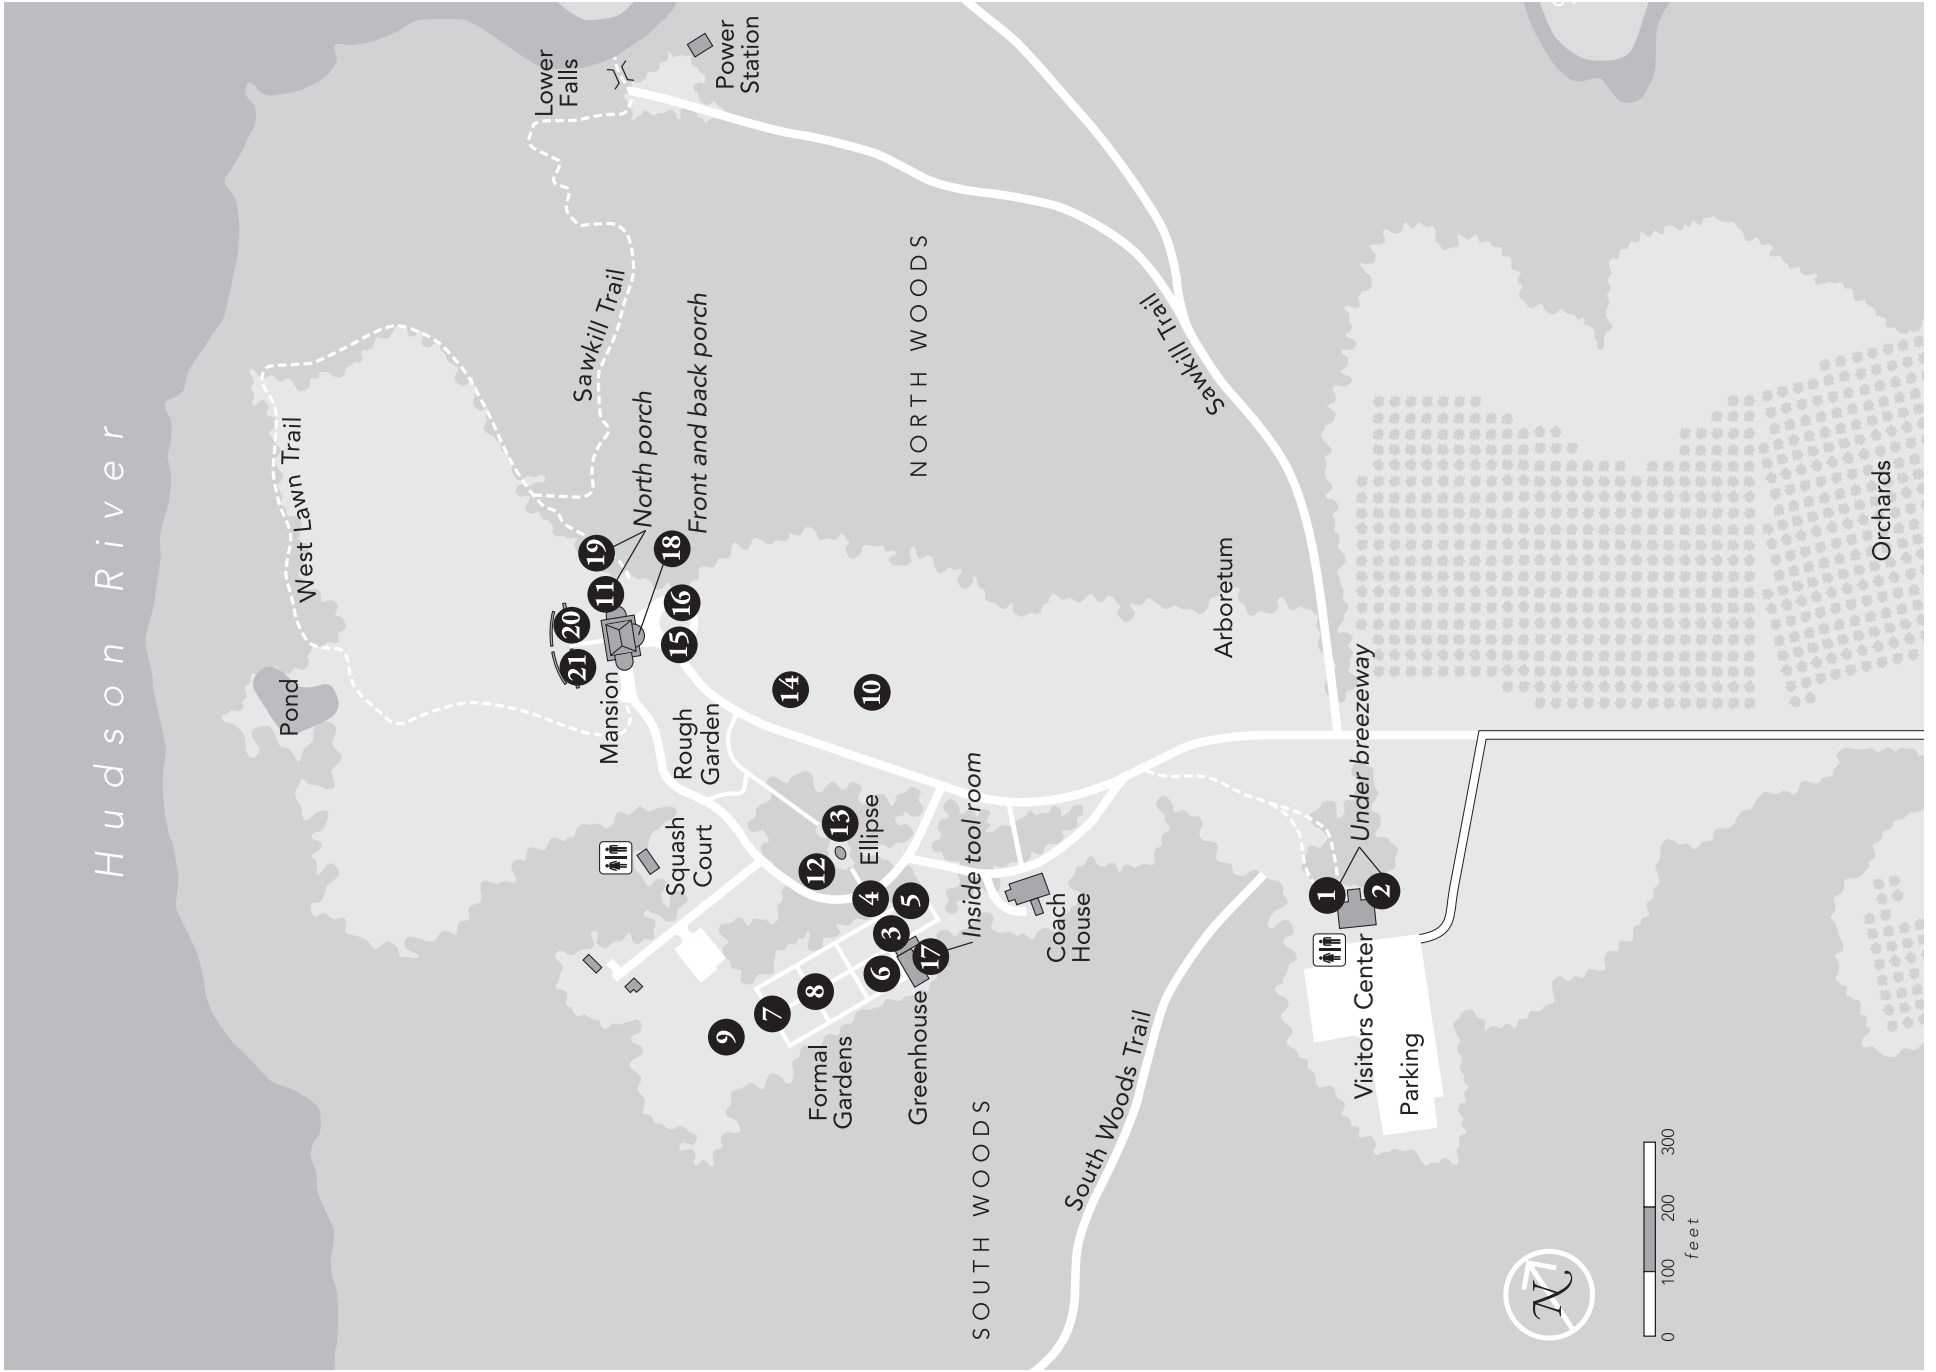 Hudson River
Pond
West Lawn Trail
Lower
Falls
Power
Station
Sawkill Trail
North porch
Front and back porch
19
11
18
20
21
16
15
Mansion
Rough
Garden
14
10
NORTH WOODS
Sawkill Trail
Arboretum
Orchards
Squash
Court
13
Ellipse
12
4
5
3
17
6
8
7
9
Inside tool room
Coach
House
Formal
Gardens
Greenhouse
SOUTH WOODS
South Woods Trail
Under breezeway
1
2
Visitors Center
Parking
N
0 100 200 300
feet